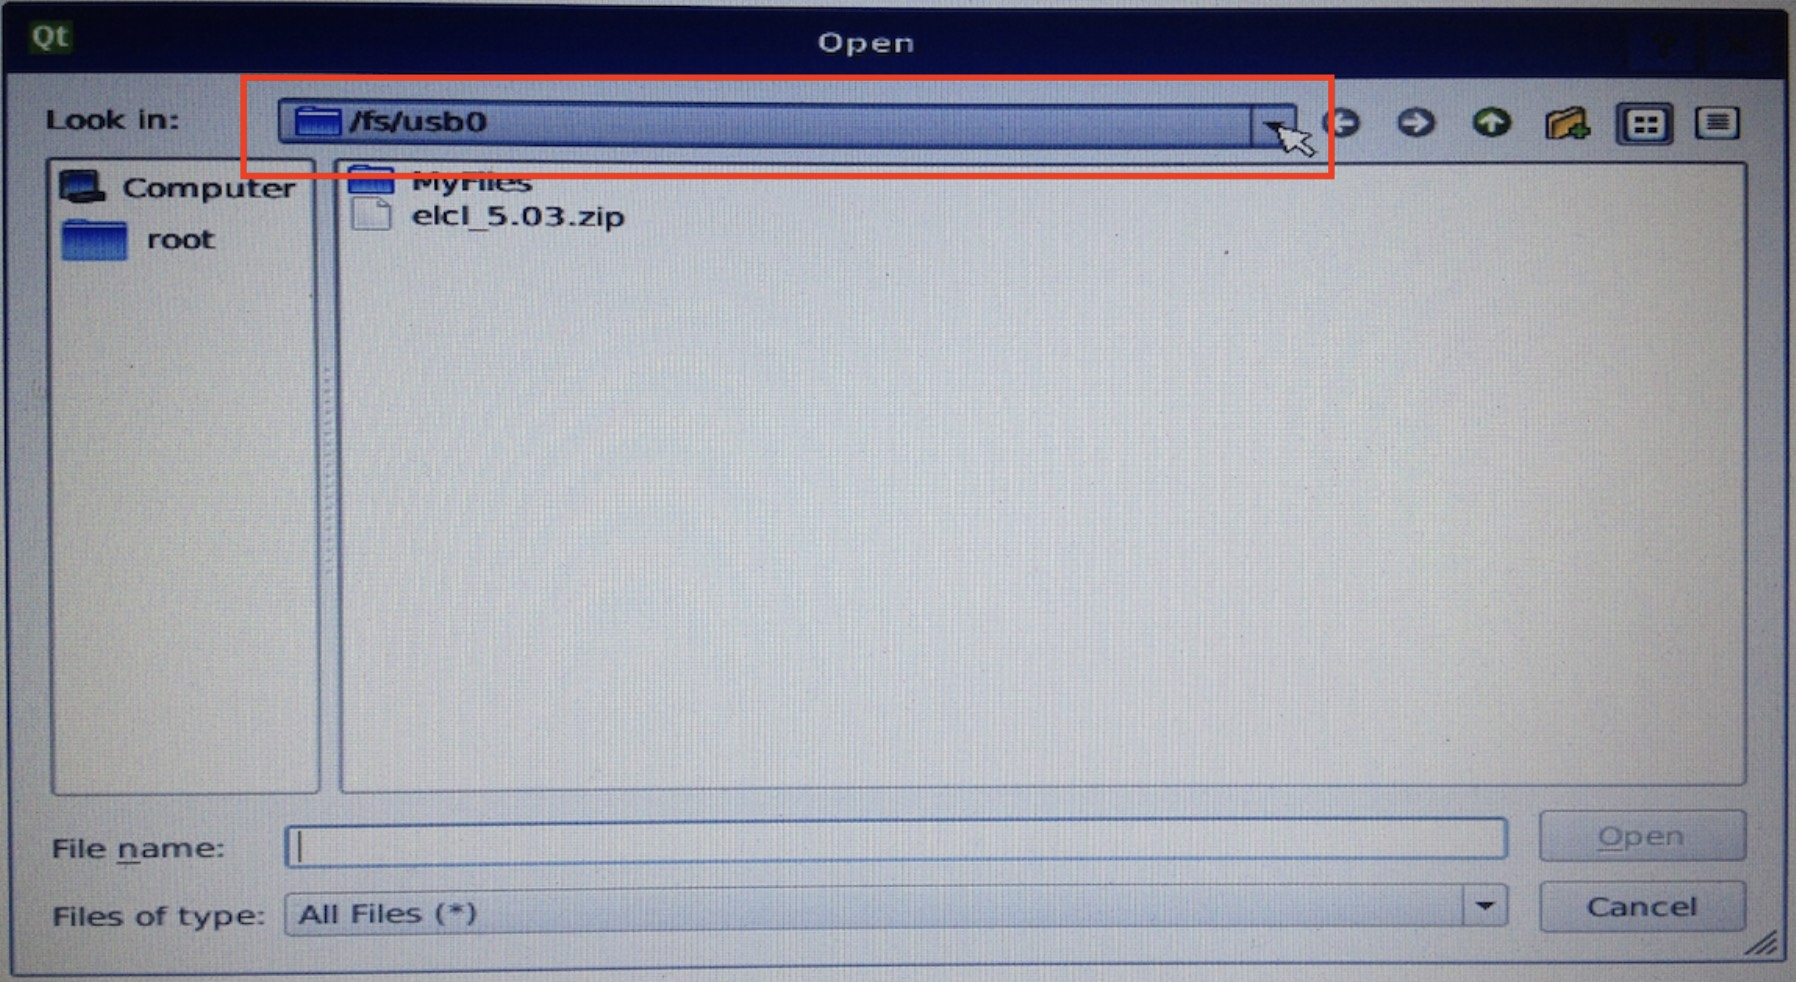 Qt
Open
Look in: /fs/usb0
Computer
root
MyFiles
elcl_5.03.zip
File name:
Open
Files of type: All Files (*)
Cancel